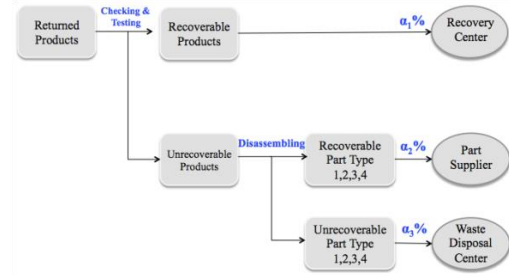 Returned
Products
Checking &
Testing
Recoverable
Products
α1%
Recovery
Center
Unrecoverable
Products
Disassembling
Recoverable
Part Type
1,2,3,4
α2%
Part
Supplier
Unrecoverable
Part Type
1,2,3,4
α3%
Waste
Disposal
Center